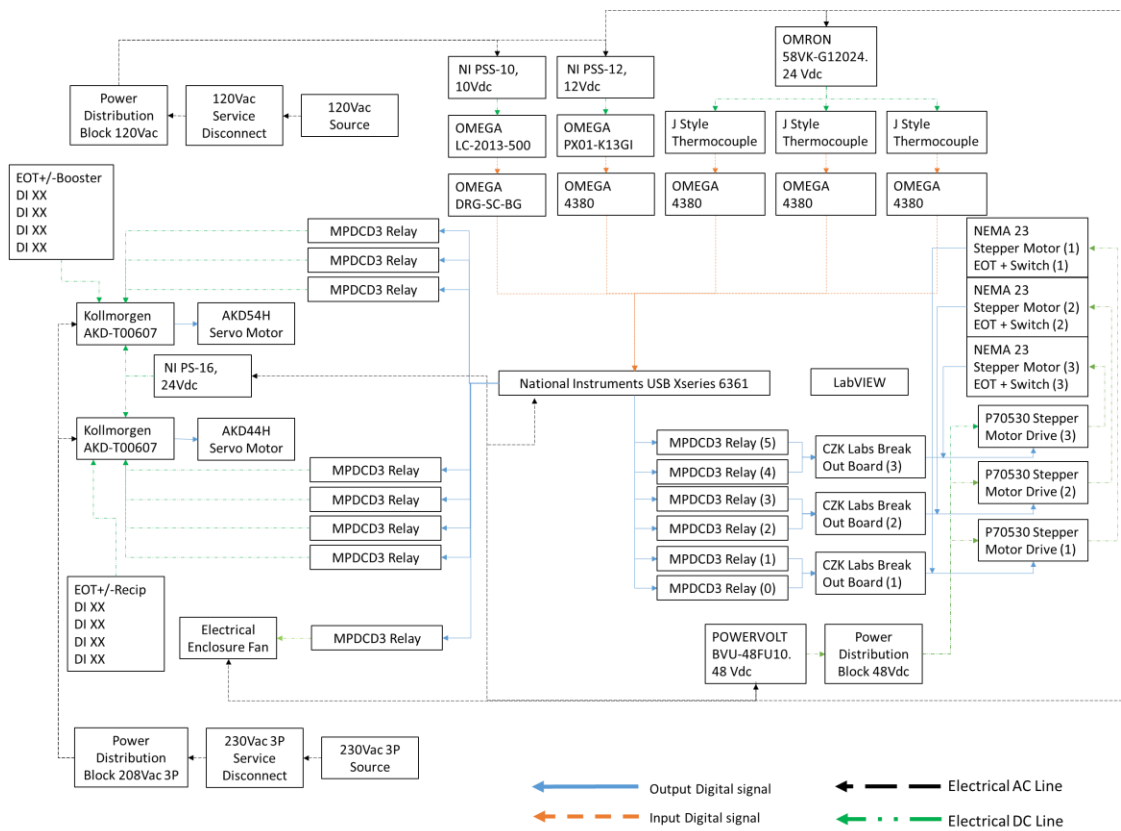 OMRON
58VK-G12024.
24 Vdc
NI PSS-10,
10Vdc
NI PSS-12,
12Vdc
Power
Distribution
Block 120Vac
120Vac
Service
Disconnect
120Vac
Source
OMEGA
LC-2013-500
OMEGA
PX01-K13GI
J Style
Thermocouple
J Style
Thermocouple
J Style
Thermocouple
EOT+/-Booster
DI XX
DI XX
DI XX
DI XX
OMEGA
DRG-SC-BG
OMEGA
4380
OMEGA
4380
OMEGA
4380
OMEGA
4380
MPDCD3 Relay
MPDCD3 Relay
MPDCD3 Relay
NEMA 23
Stepper Motor (1)
EOT + Switch (1)
NEMA 23
Stepper Motor (2)
EOT + Switch (2)
NEMA 23
Stepper Motor (3)
EOT + Switch (3)
Kollmorgen
AKD-T00607
AKD54H
Servo Motor
NI PS-16,
24Vdc
National Instruments USB Xseries 6361
LabVIEW
Kollmorgen
AKD-T00607
AKD44H
Servo Motor
MPDCD3 Relay (5)
MPDCD3 Relay (4)
MPDCD3 Relay (3)
MPDCD3 Relay (2)
MPDCD3 Relay (1)
MPDCD3 Relay (0)
CZK Labs Break
Out Board (3)
CZK Labs Break
Out Board (2)
CZK Labs Break
Out Board (1)
P70530 Stepper
Motor Drive (3)
P70530 Stepper
Motor Drive (2)
P70530 Stepper
Motor Drive (1)
MPDCD3 Relay
MPDCD3 Relay
MPDCD3 Relay
MPDCD3 Relay
EOT+/-Recip
DI XX
DI XX
DI XX
DI XX
Electrical
Enclosure Fan
MPDCD3 Relay
POWERVOLT
BVU-48FU10.
48 Vdc
Power
Distribution
Block 48Vdc
Power
Distribution
Block 208Vac 3P
230Vac 3P
Service
Disconnect
230Vac 3P
Source
Output Digital signal
Electrical AC Line
Input Digital signal
Electrical DC Line